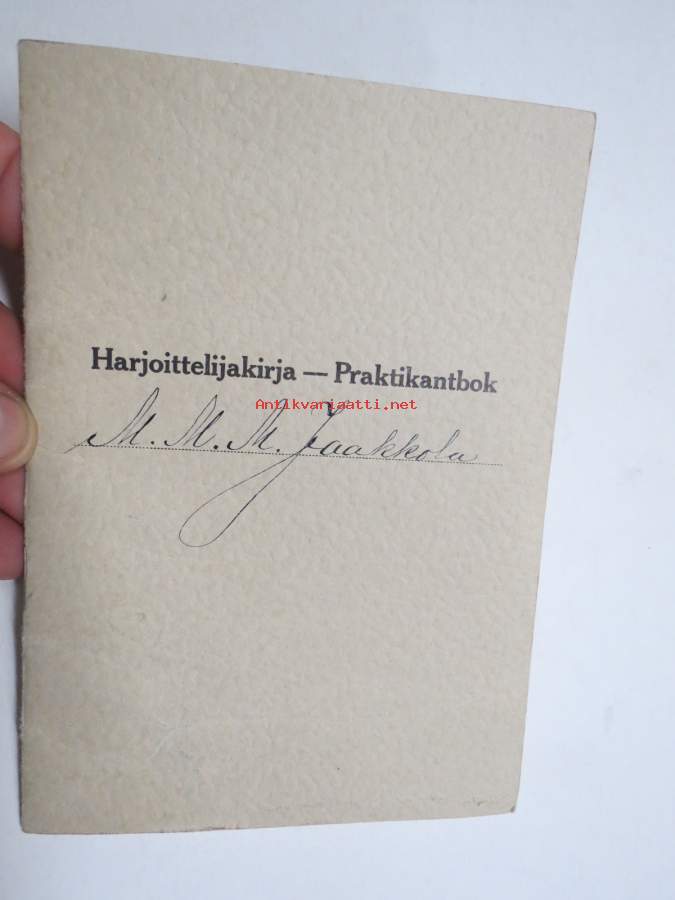 Harjoittelijakirja — Praktikantbok
Antikvariaatti.net
M. M. M. Jaakkola